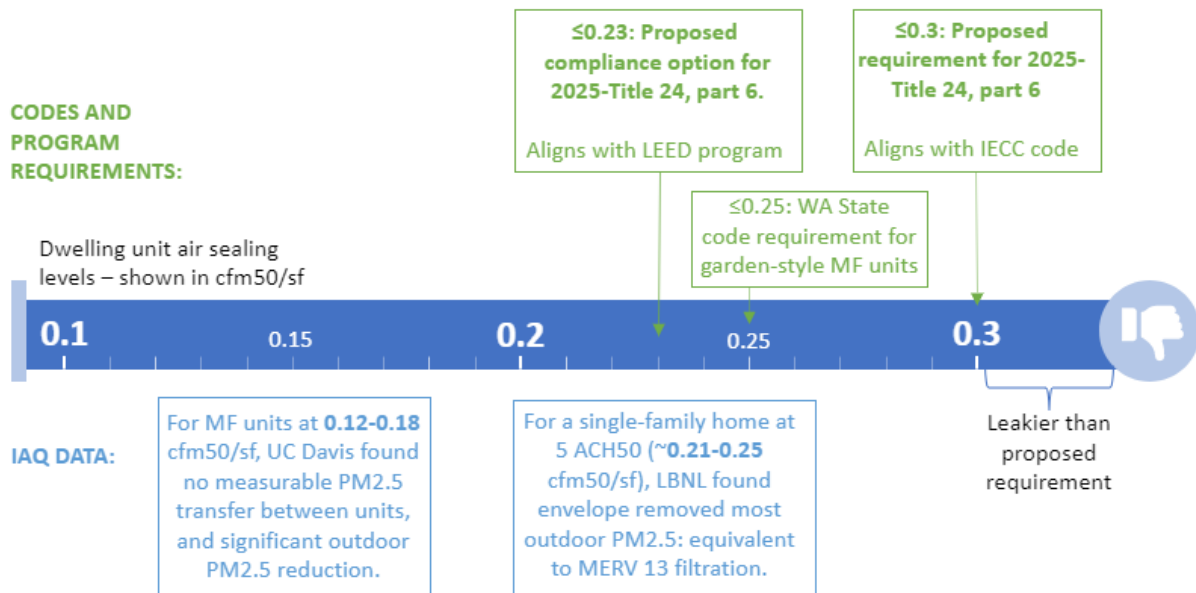 ≤0.23: Proposed
compliance option for
2025-Title 24, part 6.
Aligns with LEED program
≤0.3: Proposed
requirement for 2025-
Title 24, part 6
Aligns with IECC code
CODES AND
PROGRAM
REQUIREMENTS:
≤0.25: WA State
code requirement for
garden-style MF units
Dwelling unit air sealing
levels – shown in cfm50/sf
0.1
0.15
0.2
0.25
0.3
IAQ DATA:
For MF units at 0.12-0.18
cfm50/sf, UC Davis found
no measurable PM2.5
transfer between units,
and significant outdoor
PM2.5 reduction.
For a single-family home at
5 ACH50 (~0.21-0.25
cfm50/sf), LBNL found
envelope removed most
outdoor PM2.5: equivalent
to MERV 13 filtration.
Leakier than
proposed
requirement